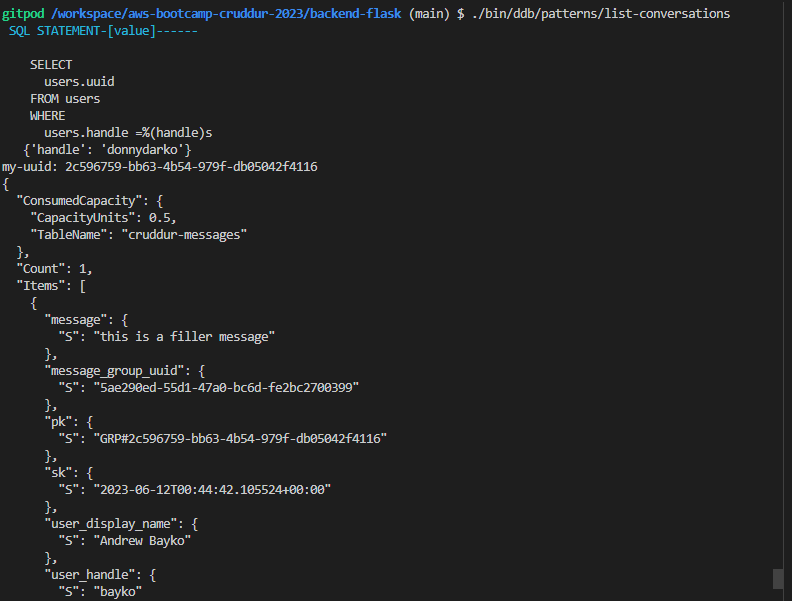 gitpod /workspace/aws-bootcamp-cruddur-2023/backend-flask (main) $ ./bin/ddb/patterns/list-conversations
SQL STATEMENT-[value]------
SELECT
users.uuid
FROM users
WHERE
users.handle =%(handle)s
{'handle': 'donnydarko'}
my-uuid: 2c596759-bb63-4b54-979f-db05042f4116
{
"ConsumedCapacity": {
"CapacityUnits": 0.5,
"TableName": "cruddur-messages"
},
"Count": 1,
"Items": [
{
"message": {
"S": "this is a filler message"
},
"message_group_uuid": {
"S": "5ae290ed-55d1-47a0-bc6d-fe2bc2700399"
},
"pk": {
"S": "GRP#2c596759-bb63-4b54-979f-db05042f4116"
},
"sk": {
"S": "2023-06-12T00:44:42.105524+00:00"
},
"user_display_name": {
"S": "Andrew Bayko"
},
"user_handle": {
"S": "bayko"